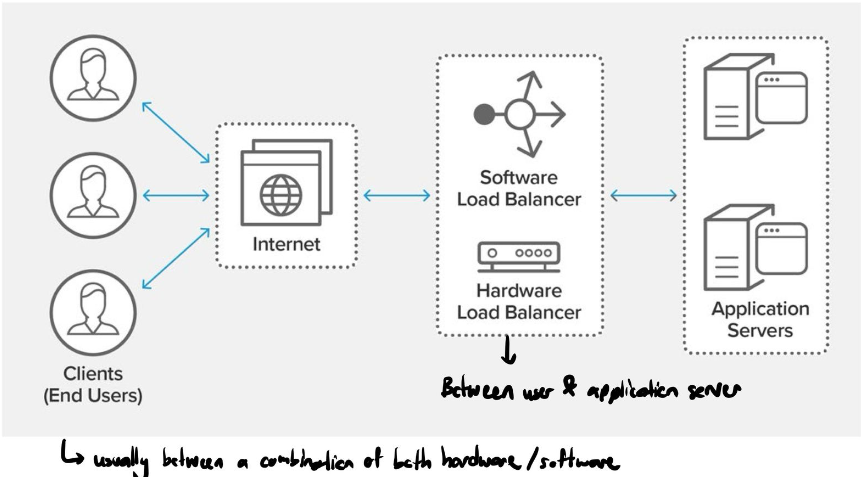 Internet
Software
Load Balancer
Hardware
Load Balancer
Application
Servers
Clients
(End Users)
Between user & application server
↳ usually between a combination of both hardware/software